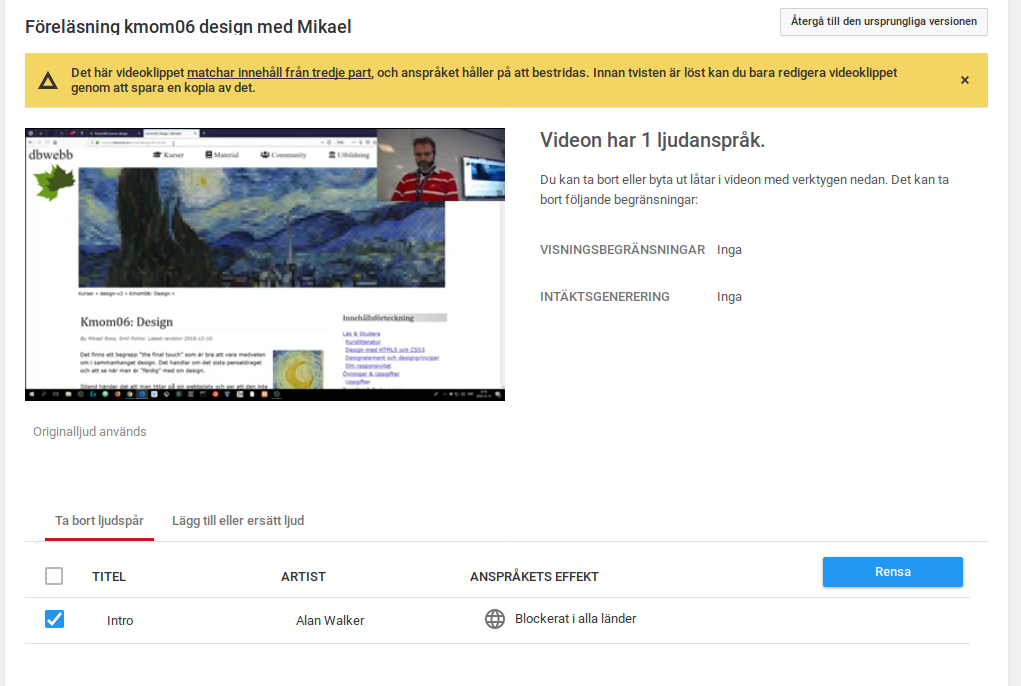 Föreläsning kmom06 design med Mikael
Återgå till den ursprungliga versionen
Det här videoklippet matchar innehåll från tredje part, och anspråket håller på att bestridas. Innan tvisten är löst kan du bara redigera videoklippet
genom att spara en kopia av det.
dbwebb
Kurser
Material
Community
Utbildning
Kurser » design-v2 » Kmom06: Design »
Kmom06: Design
By Mikael Roos, Emil Folino. Latest revision 2018-12-10.
Det finns ett begrapp "the final touch" som är bra att vara medveten
om i sammanhanget design. Det handlar om det sista penseldraget
och att se när man är "färdig" med sin design.
Ibland händer det att man tittar på sin webbplats och ser att den inte
Innehållsförteckning
Läs & Studera
Kurslitteratur
Design med HTML5 och CSS3
Designelement och designprinciper
Om responsivitet
Övningar & Uppgifter
Uppgifter
Originalljud används
Videon har 1 ljudanspråk.
Du kan ta bort eller byta ut låtar i videon med verktygen nedan. Det kan ta
bort följande begränsningar:
VISNINGSBEGRÄNSNINGAR Inga
INTÄKTSGENERERING Inga
Ta bort ljudspår
Lägg till eller ersätt ljud
TITEL
ARTIST
ANSPRÅKETS EFFEKT
Rensa
Intro
Alan Walker
Blockerat i alla länder